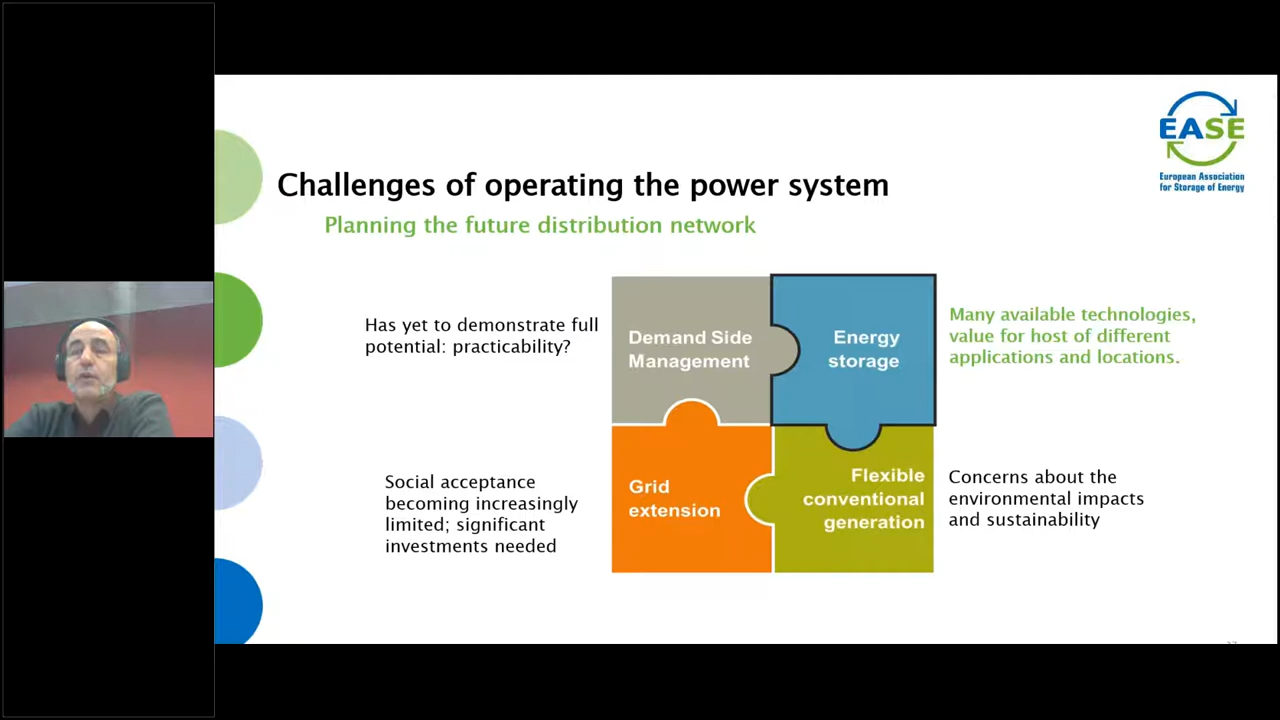 EASE
European Association
for Storage of Energy
Challenges of operating the power system
Planning the future distribution network
Has yet to demonstrate full
potential: practicability?
Demand Side
Management
Energy
storage
Many available technologies,
value for host of different
applications and locations.
Social acceptance
becoming increasingly
limited; significant
investments needed
Grid
extension
Flexible
conventional
generation
Concerns about the
environmental impacts
and sustainability